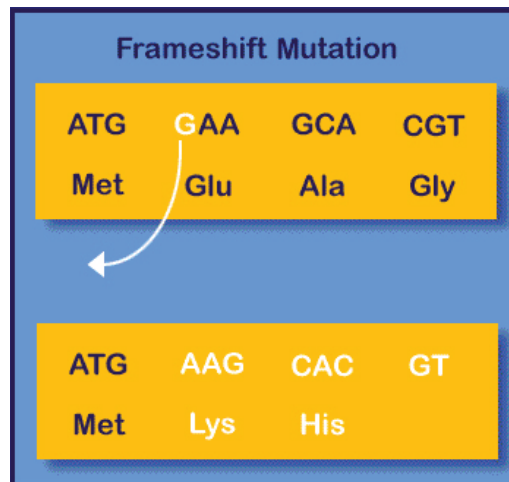 Frameshift Mutation
ATG GAA GCA CGT
Met Glu Ala Gly
ATG AAG CAC GT
Met Lys His